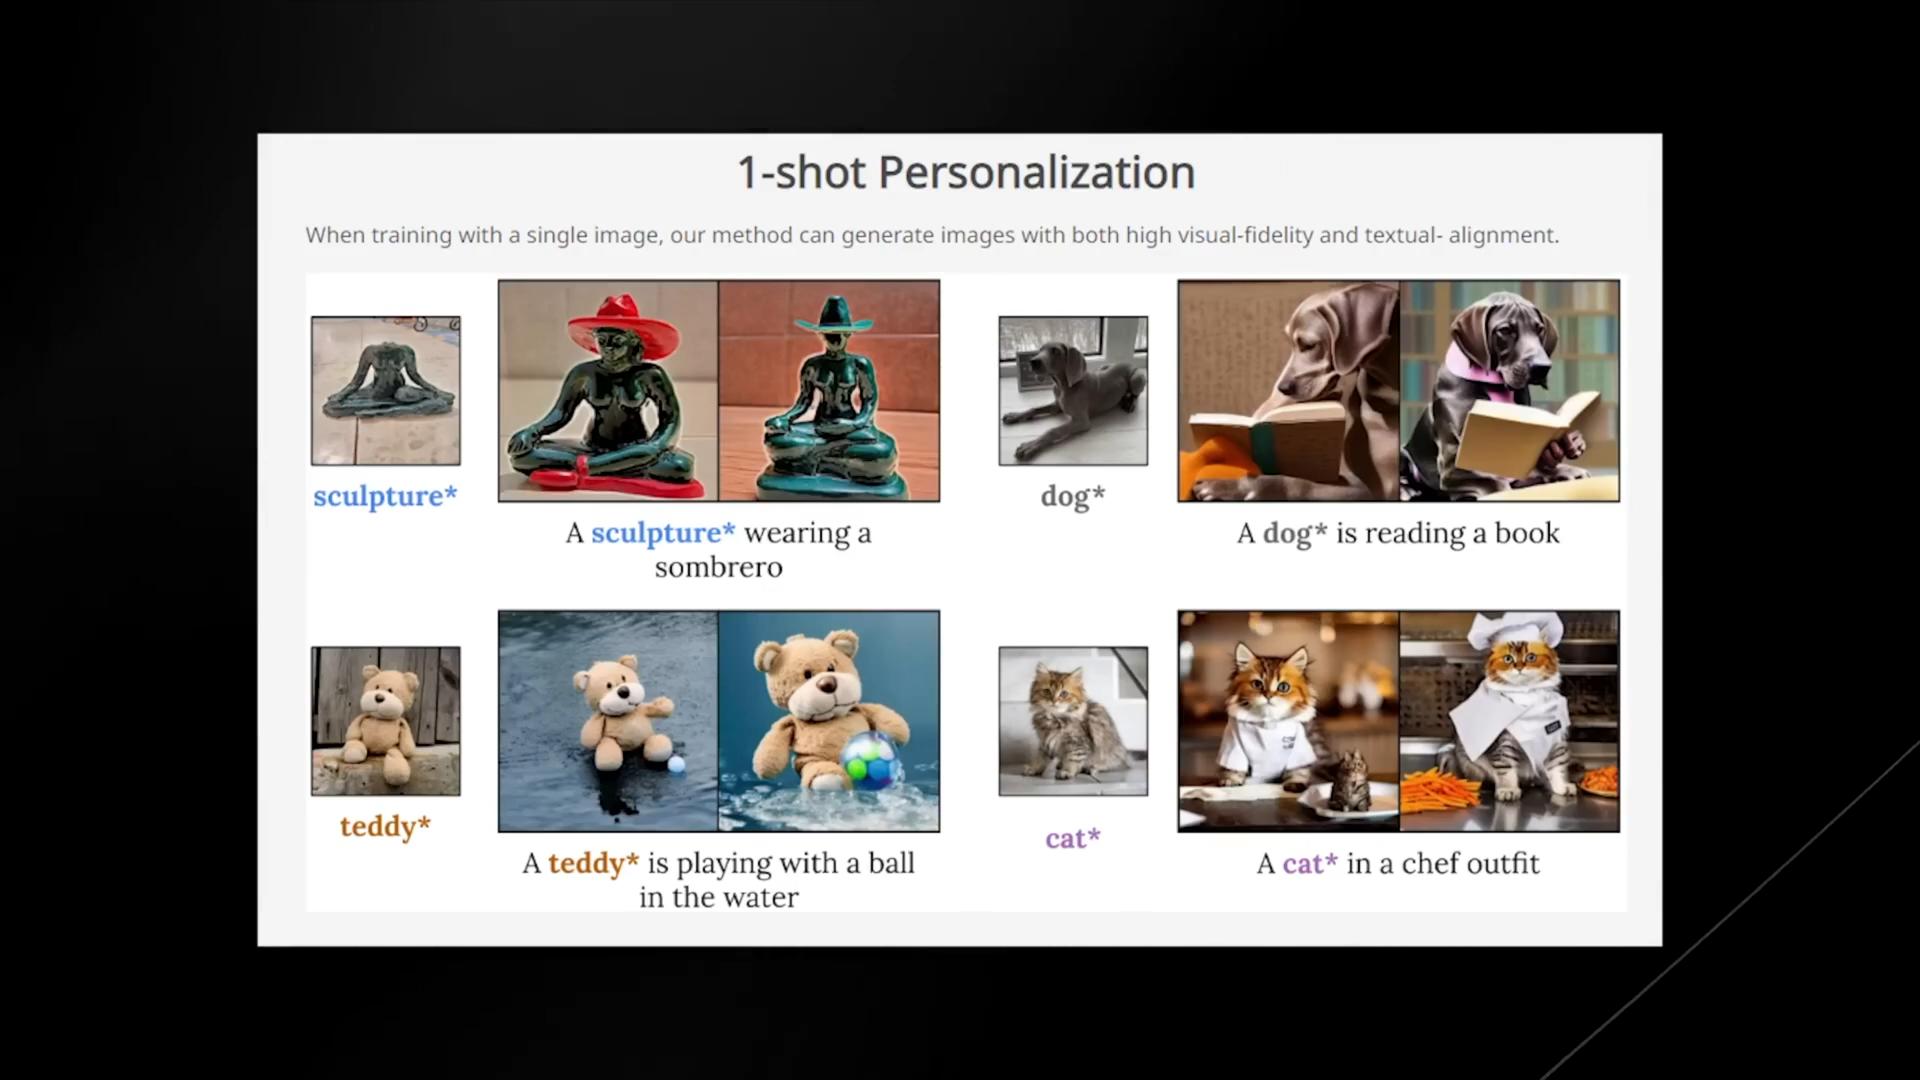 1-shot Personalization
When training with a single image, our method can generate images with both high visual-fidelity and textual- alignment.
sculpture*
A sculpture* wearing a
sombrero
dog*
A dog* is reading a book
teddy*
A teddy* is playing with a ball
in the water
cat*
A cat* in a chef outfit